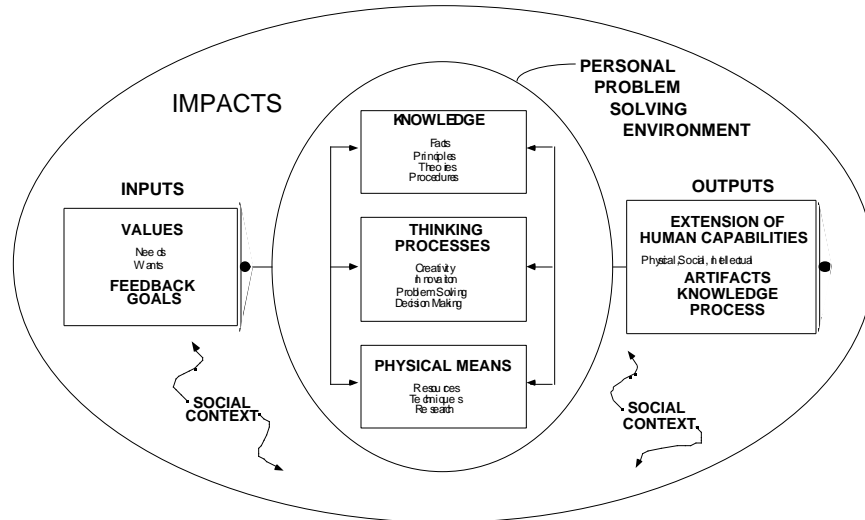 IMPACTS
PERSONAL
PROBLEM
SOLVING
ENVIRONMENT
INPUTS
VALUES
Needs
Wants
FEEDBACK
GOALS
KNOWLEDGE
Facts
Principles
Theories
Procedures
THINKING
PROCESSES
Creativity
Innovaiton
Problem Solving
Decision Making
PHYSICAL MEANS
Resources
Techniques
Research
OUTPUTS
EXTENSION OF
HUMAN CAPABILITIES
Physical, Social, Intellectual
ARTIFACTS
KNOWLEDGE
PROCESS
SOCIAL
CONTEXT
SOCIAL
CONTEXT